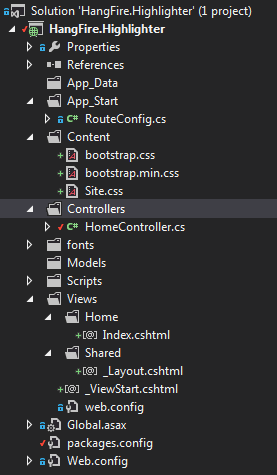 Solution 'HangFire.Highlighter' (1 project)
HangFire.Highlighter
Properties
References
App_Data
App_Start
RouteConfig.cs
Content
bootstrap.css
bootstrap.min.css
Site.css
Controllers
HomeController.cs
fonts
Models
Scripts
Views
Home
Index.cshtml
Shared
_Layout.cshtml
_ViewStart.cshtml
web.config
Global.asax
packages.config
Web.config